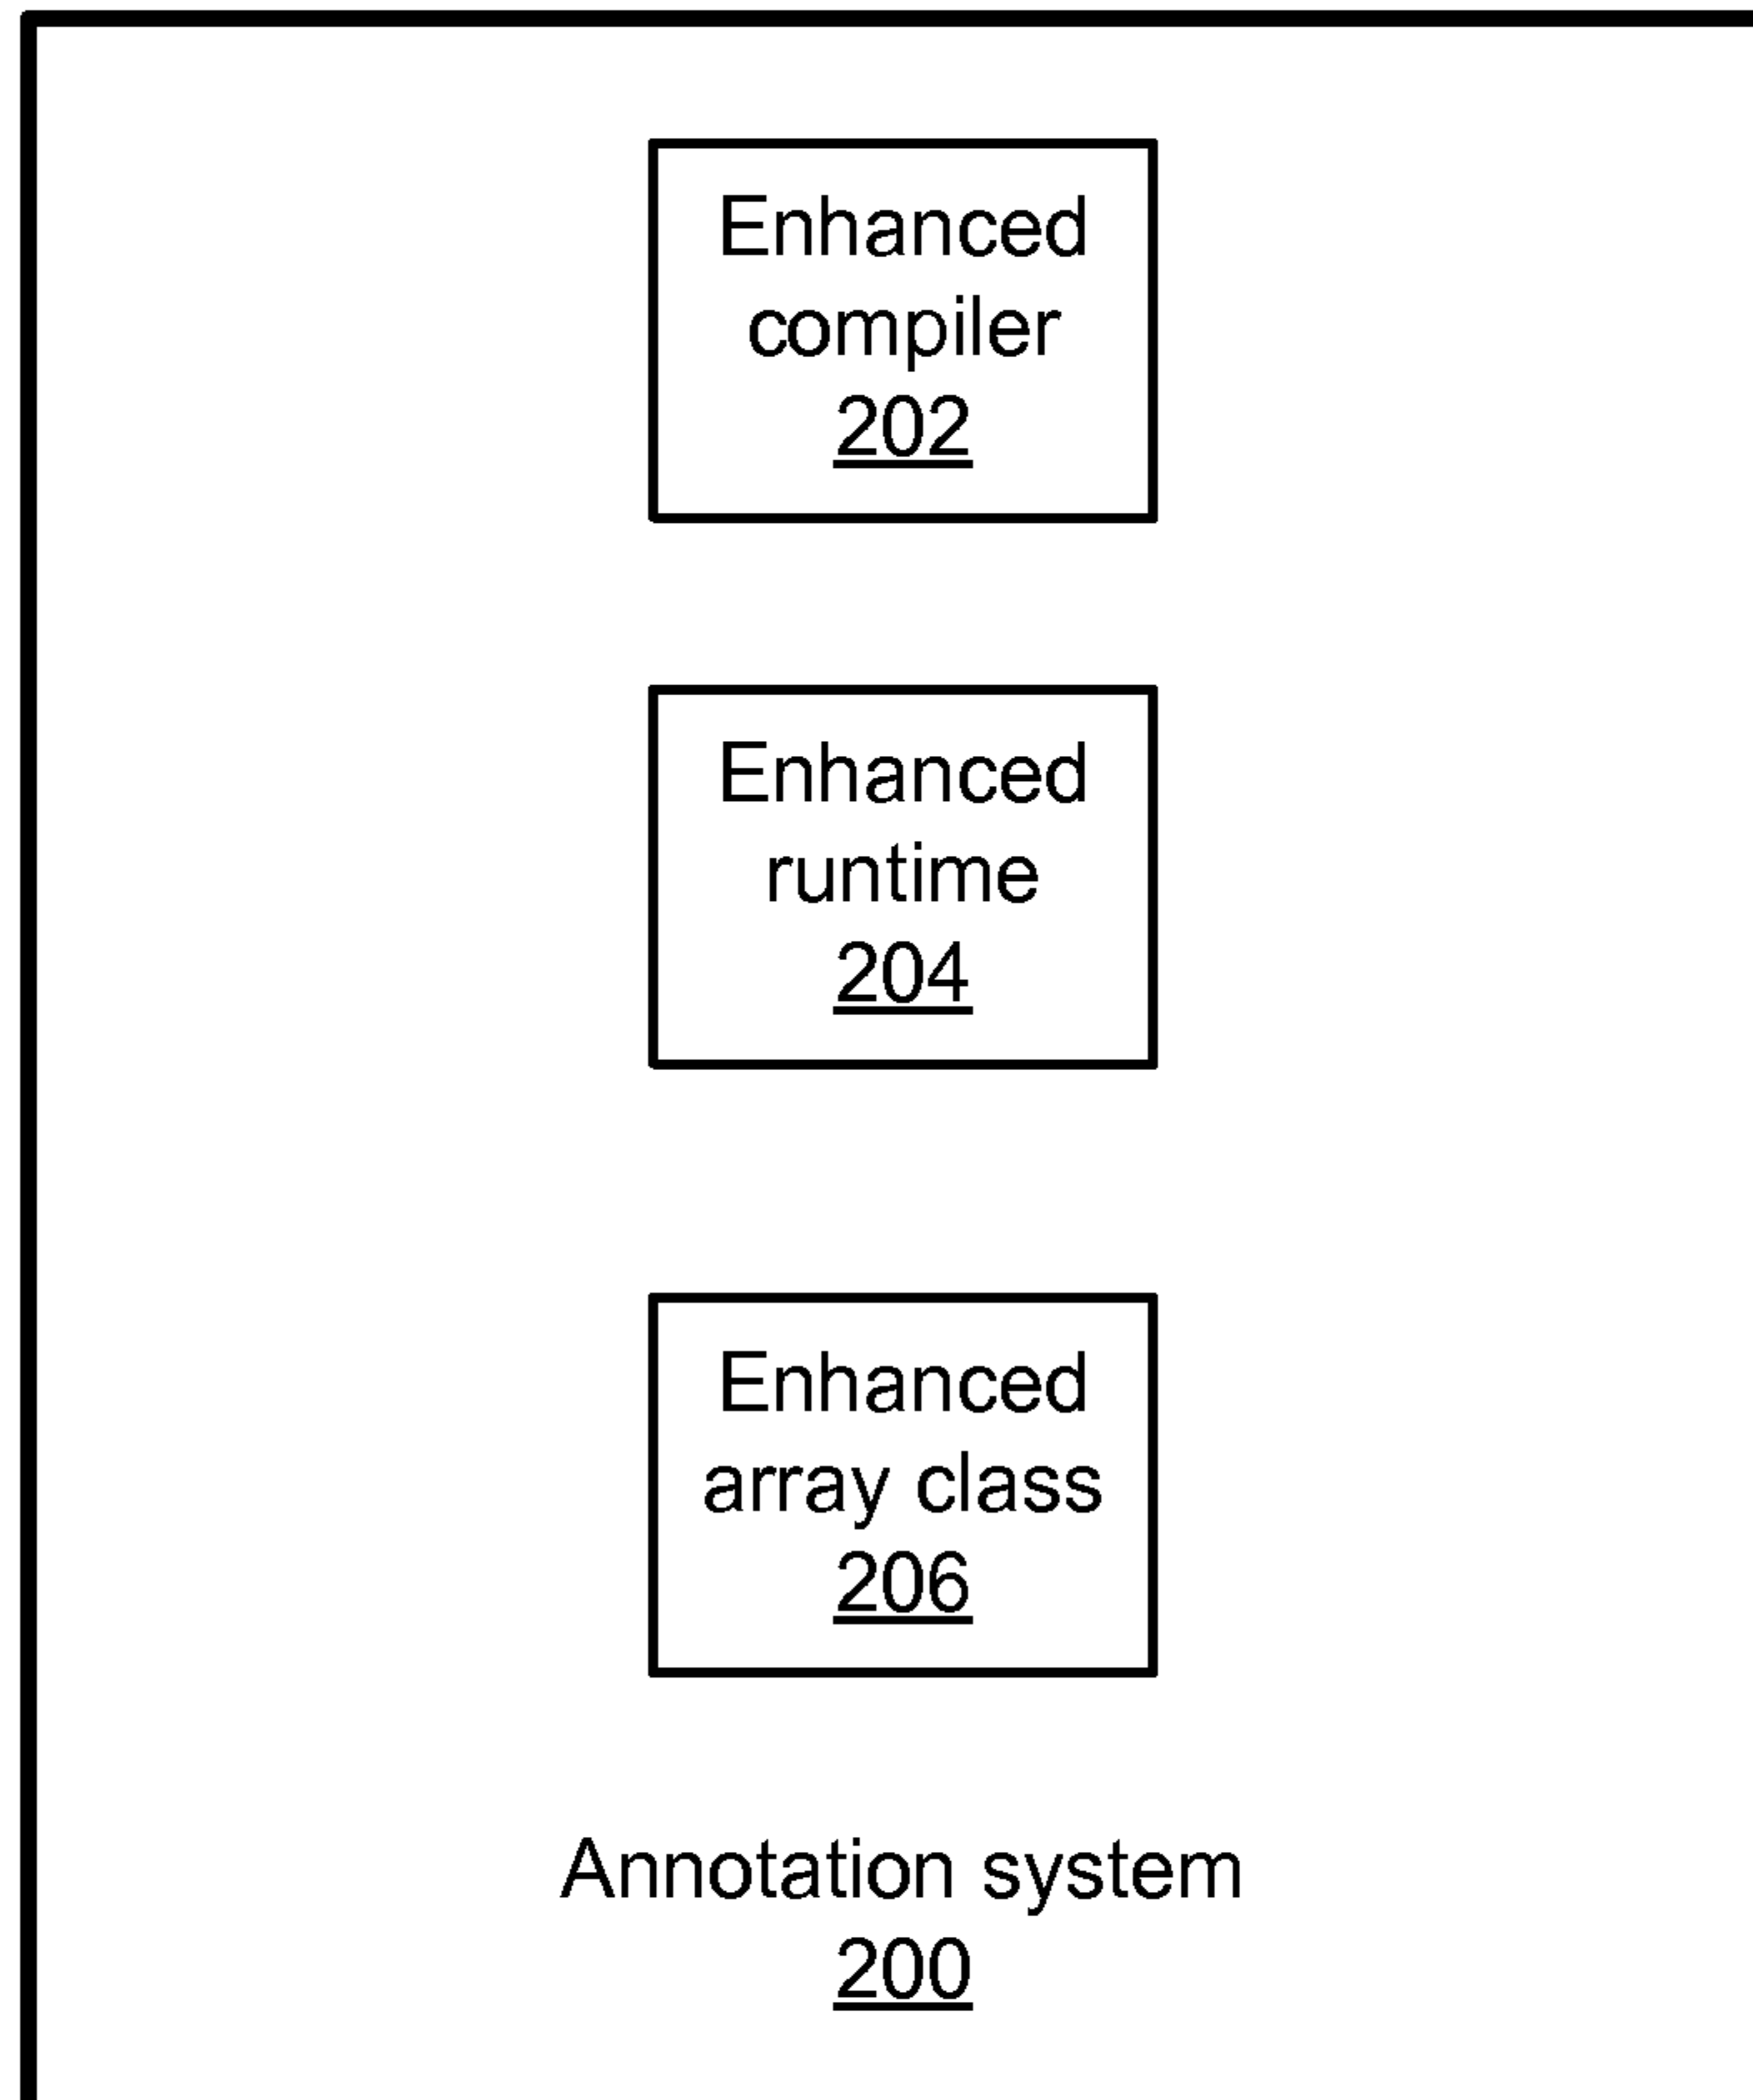 Enhanced
compiler
202
Enhanced
runtime
204
Enhanced
array class
206
Annotation system
200